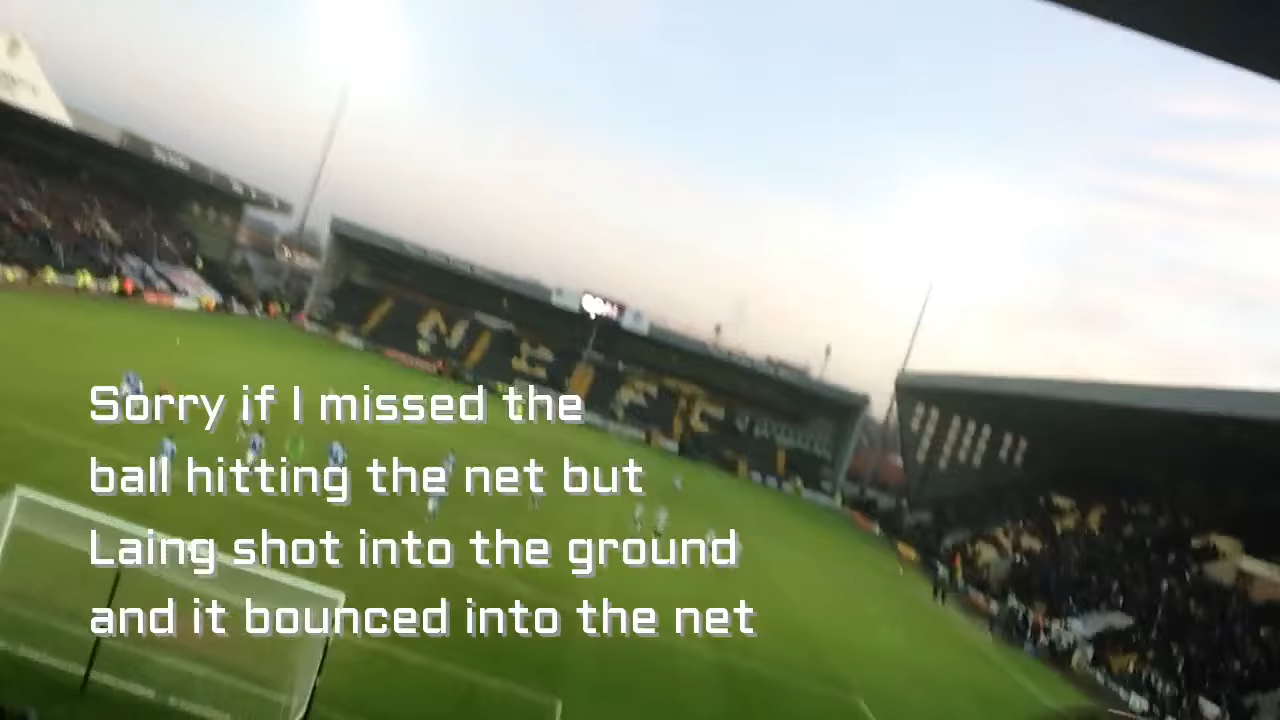 Sorry if I missed the
ball hitting the net but
Laing shot into the ground
and it bounced into the net